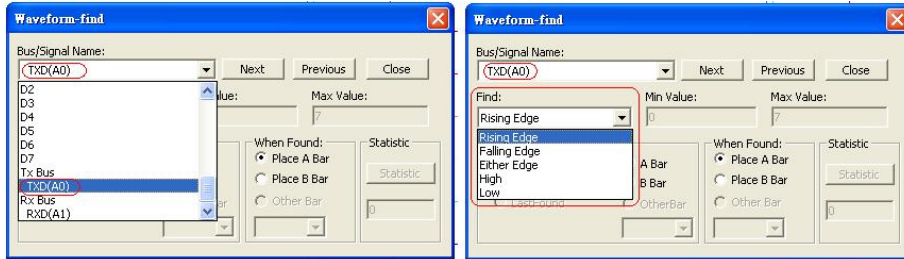 Waveform-find
Bus/Signal Name:
TXD(A0)
Next
Previous
Close
D2
D3
D4
D5
D6
D7
Tx Bus
TXD(A0)
Rx Bus
RXD(A1)
Max Value:
7
When Found:
Place A Bar
Place B Bar
Other Bar
Statistic
Statistic
0
Waveform-find
Bus/Signal Name:
TXD(A0)
Next
Previous
Close
Find:
Min Value:
Max Value:
Rising Edge
0
7
Rising Edge
Falling Edge
Either Edge
High
Low
A Bar
B Bar
OtherBar
When Found:
Place A Bar
Place B Bar
Other Bar
Statistic
Statistic
0